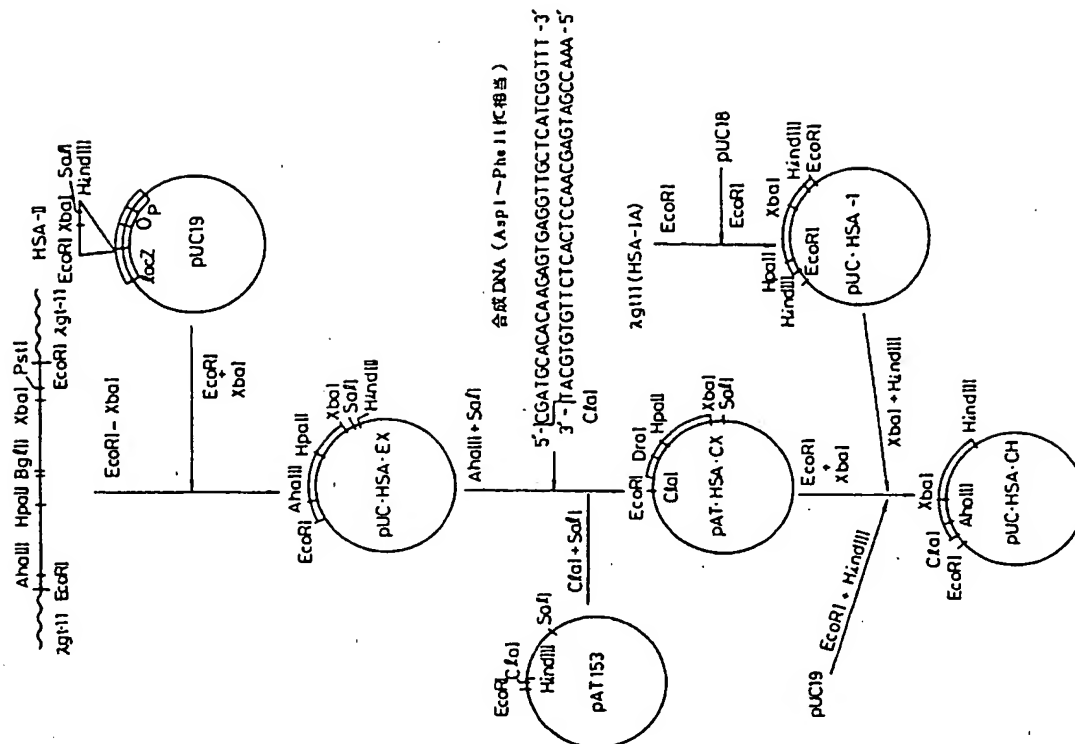 HSA-II
λgt-11 EcoRI AhaIII HpaII BglII XbaI PstI EcoRI λgt-11
EcoRI XbaI SalI HindIII
lacZ O P
pUC19
EcoRI-XbaI
EcoRI + XbaI
EcoRI AhaIII HpaII XbaI SalI HindIII
pUC·HSA·EX
AhaIII + SalI
合成DNA (Asp1~Phe11に相当)
5'-CGATGCACACAAGAGTGAGGTTGCTCATCGGTTT-3'
3'-TACGTGTGTTCTCACTCCAACGAGTAGCCAAA-5'
ClaI
EcoRI ClaI HindIII SalI
pAT153
ClaI+SalI
EcoRI ClaI DraI HpaII XbaI SalI
pAT·HSA·CX
EcoRI + XbaI
λgt11 (HSA-IA)
EcoRI
pUC18
EcoRI
HindIII EcoRI HpaII XbaI HindIII EcoRI
pUC·HSA-I
XbaI+HindIII
pUC19
EcoRI + HindIII
EcoRI ClaI AhaIII XbaI HindIII
pUC·HSA·CH